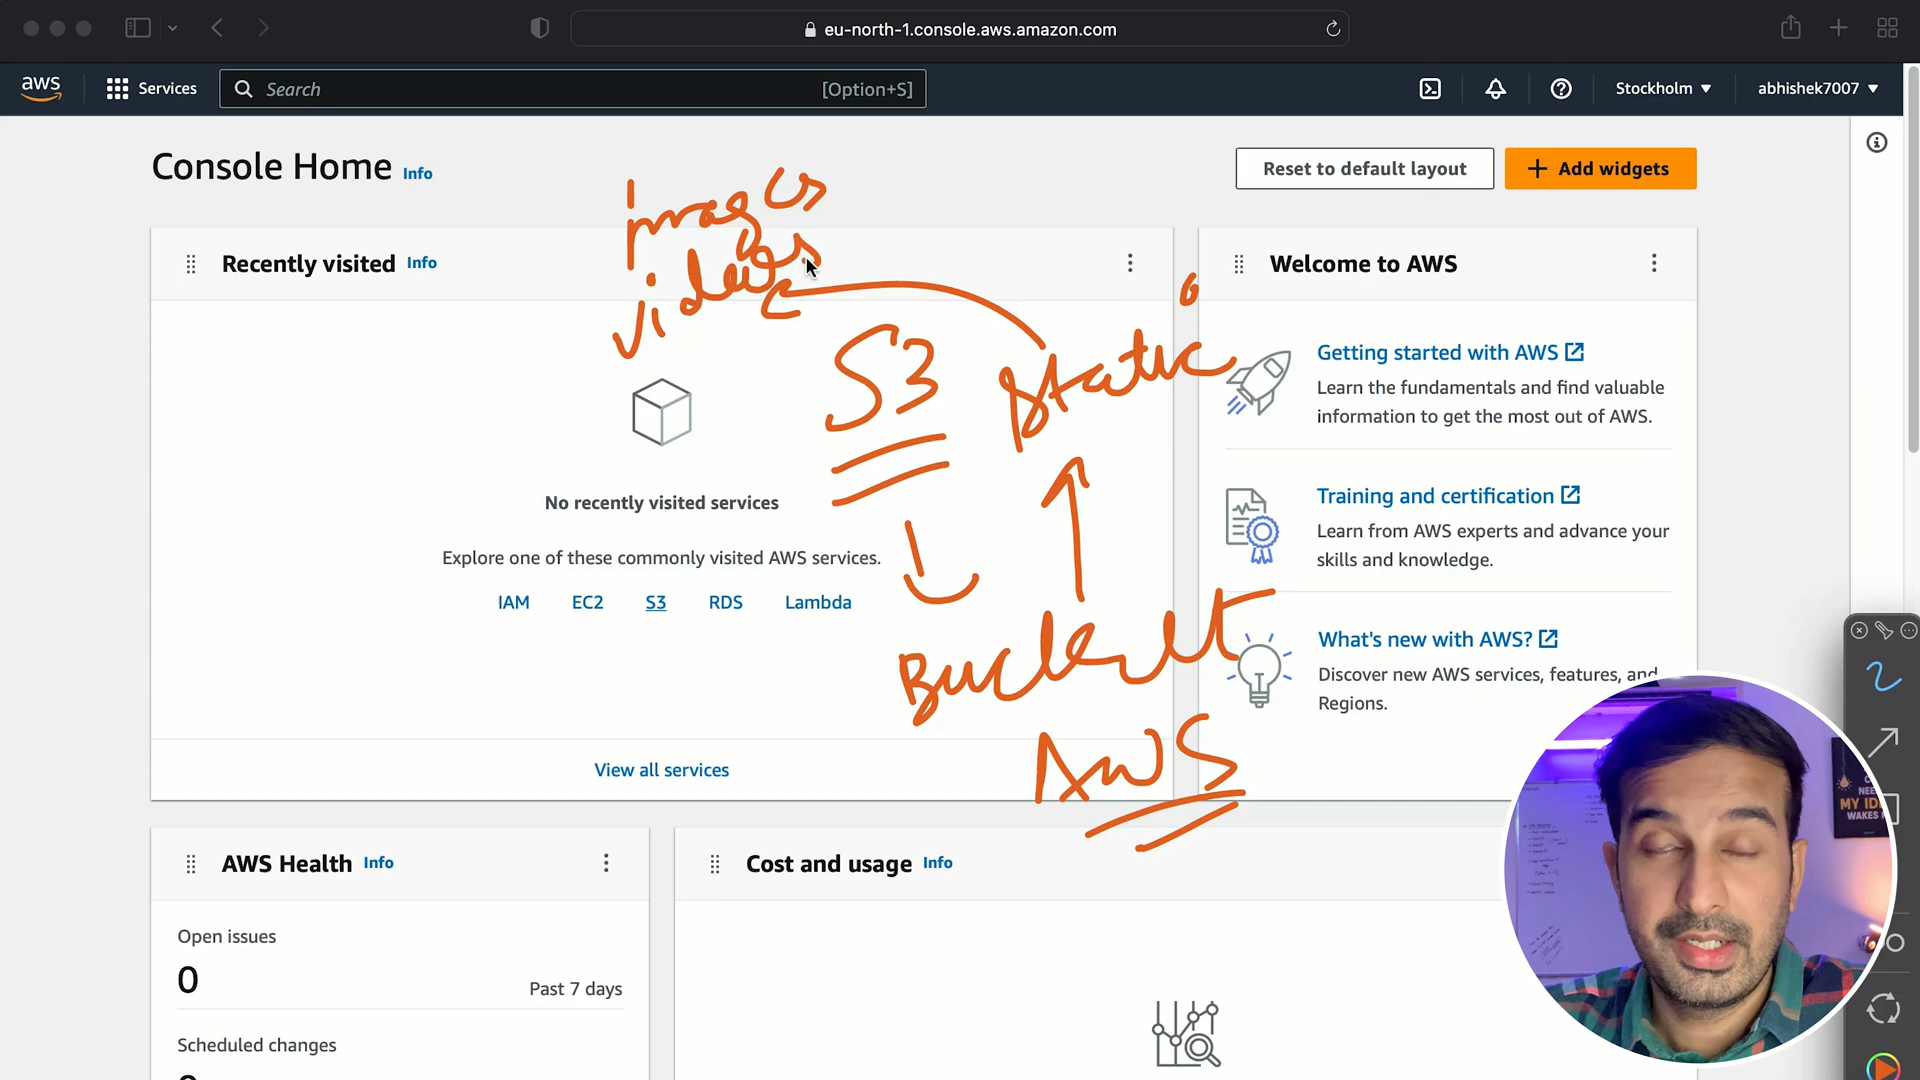 eu-north-1.console.aws.amazon.com
aws
Services
Search
[Option+S]
Stockholm
abhishek7007
Console Home Info
Reset to default layout
+ Add widgets
Images
videos
Recently visited Info
Welcome to AWS
S3
Static
Getting started with AWS
Learn the fundamentals and find valuable
information to get the most out of AWS.
No recently visited services
Explore one of these commonly visited AWS services.
IAM EC2 S3 RDS Lambda
Training and certification
Learn from AWS experts and advance your
skills and knowledge.
Bucket
What's new with AWS?
Discover new AWS services, features, and
Regions.
AWS
View all services
AWS Health Info
Open issues
0
Past 7 days
Scheduled changes
Cost and usage Info
MY